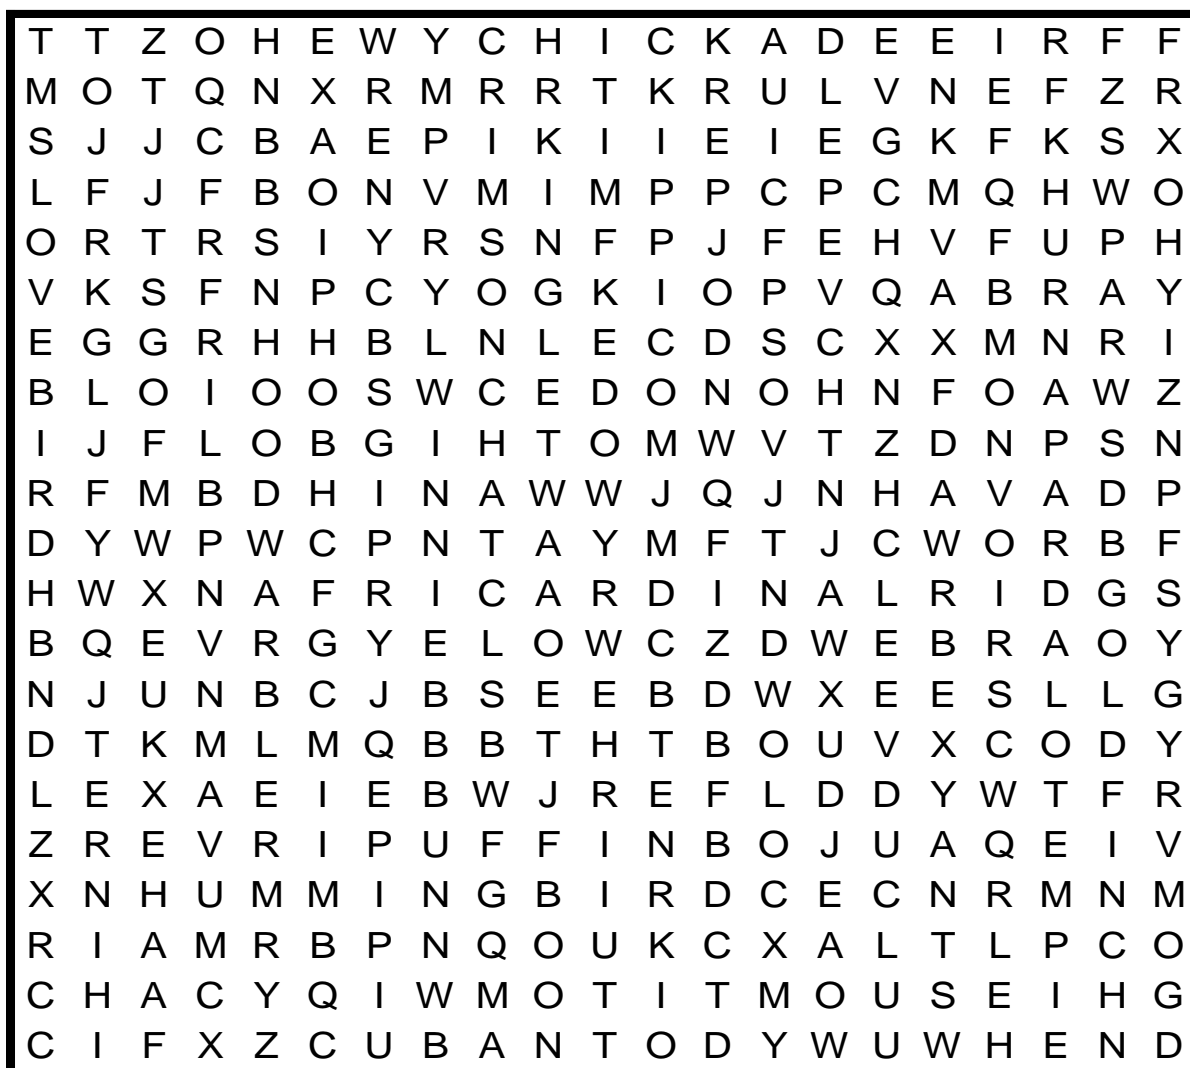 T T Z O H E W Y C H I C K A D E E I R F F
M O T Q N X R M R R T K R U L V N E F Z R
S J J C B A E P I K I I E I E G K F K S X
L F J F B O N V M I M P P C P C M Q H W O
O R T R S I Y R S N F P J F E H V F U P H
V K S F N P C Y O G K I O P V Q A B R A Y
E G G R H H B L N L E C D S C X X M N R I
B L O I O O S W C E D O N O H N F O A W Z
I J F L O B G I H T O M W V T Z D N P S N
R F M B D H I N A W W J Q J N H A V A D P
D Y W P W C P N T A Y M F T J C W O R B F
H W X N A F R I C A R D I N A L R I D G S
B Q E V R G Y E L O W C Z D W E B R A O Y
N J U N B C J B S E E B D W X E E S L L G
D T K M L M Q B B T H T B O U V X C O D Y
L E X A E I E B W J R E F L D D Y W T F R
Z R E V R I P U F F I N B O J U A Q E I V
X N H U M M I N G B I R D C E C N R M N M
R I A M R B P N Q O U K C X A L T L P C O
C H A C Y Q I W M O T I T M O U S E I H G
C I F X Z C U B A N T O D Y W U W H E N D